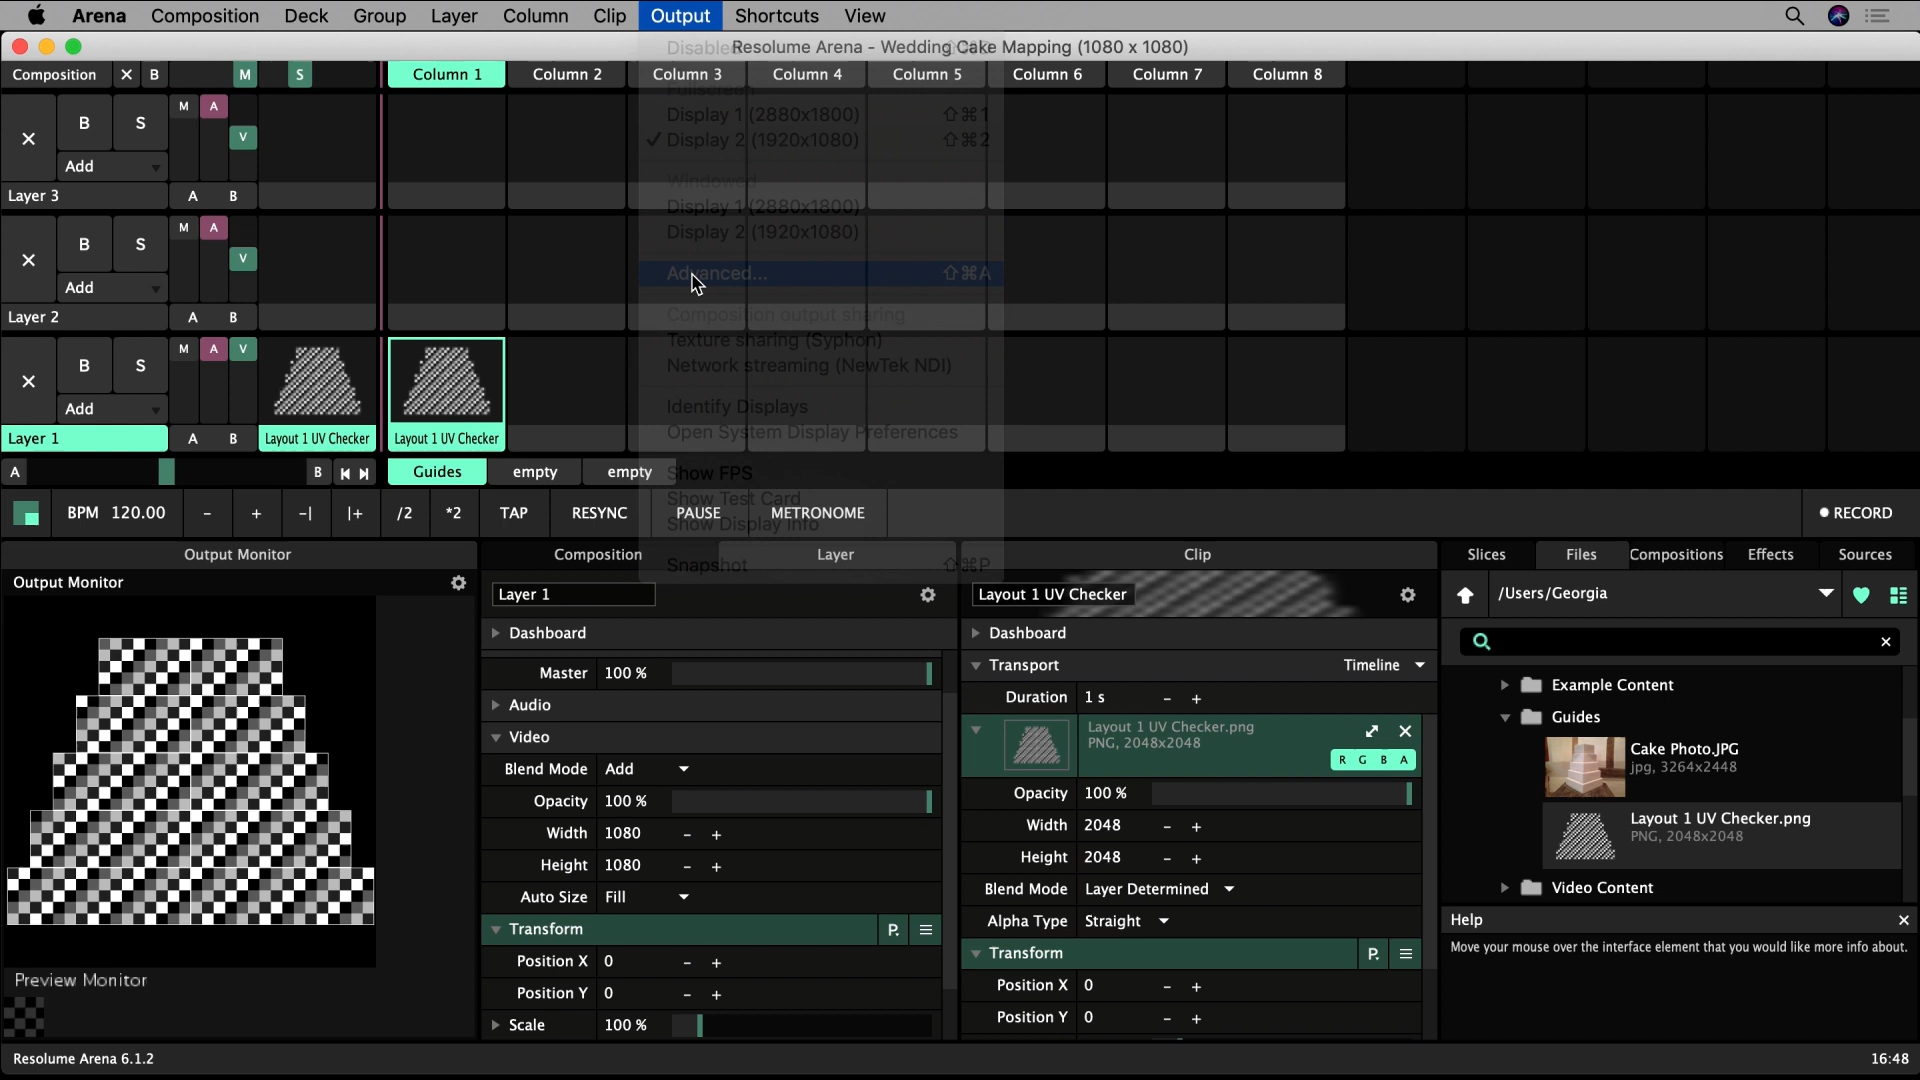 Arena Composition Deck Group Layer Column Clip Output Shortcuts View
Resolume Arena - Wedding Cake Mapping (1080 x 1080)
Disabled
Fullscreen
Display 1 (2880x1800) ⇧⌘1
✓ Display 2 (1920x1080) ⇧⌘2
Windowed
Display 1 (2880x1800)
Display 2 (1920x1080)
Advanced... ⇧⌘A
Composition output sharing
Texture sharing (Syphon)
Network streaming (NewTek NDI)
Identify Displays
Open System Display Preferences
Show FPS
Show Test Card
Show Display Info
Snapshot ⇧⌘P
Composition X B M S Column 1 Column 2 Column 3 Column 4 Column 5 Column 6 Column 7 Column 8
M A
X B S
V
Add
Layer 3 A B
M A
X B S
V
Add
Layer 2 A B
M A V
X B S
Add
Layer 1 A B Layout 1 UV Checker Layout 1 UV Checker
A B Guides empty empty
BPM 120.00 - + -| |+ /2 *2 TAP RESYNC PAUSE METRONOME RECORD
Output Monitor
Output Monitor
Preview Monitor
Composition Layer
Layer 1
Dashboard
Master 100 %
Audio
Video
Blend Mode Add
Opacity 100 %
Width 1080 - +
Height 1080 - +
Auto Size Fill
Transform P.
Position X 0 - +
Position Y 0 - +
Scale 100 %
Clip
Layout 1 UV Checker
Dashboard
Transport Timeline
Duration 1 s - +
Layout 1 UV Checker.png
PNG, 2048x2048
R G B A
Opacity 100 %
Width 2048 - +
Height 2048 - +
Blend Mode Layer Determined
Alpha Type Straight
Transform P.
Position X 0 - +
Position Y 0 - +
Slices Files Compositions Effects Sources
/Users/Georgia
Example Content
Guides
Cake Photo.JPG
jpg, 3264x2448
Layout 1 UV Checker.png
PNG, 2048x2048
Video Content
Help
Move your mouse over the interface element that you would like more info about.
Resolume Arena 6.1.2 16:48